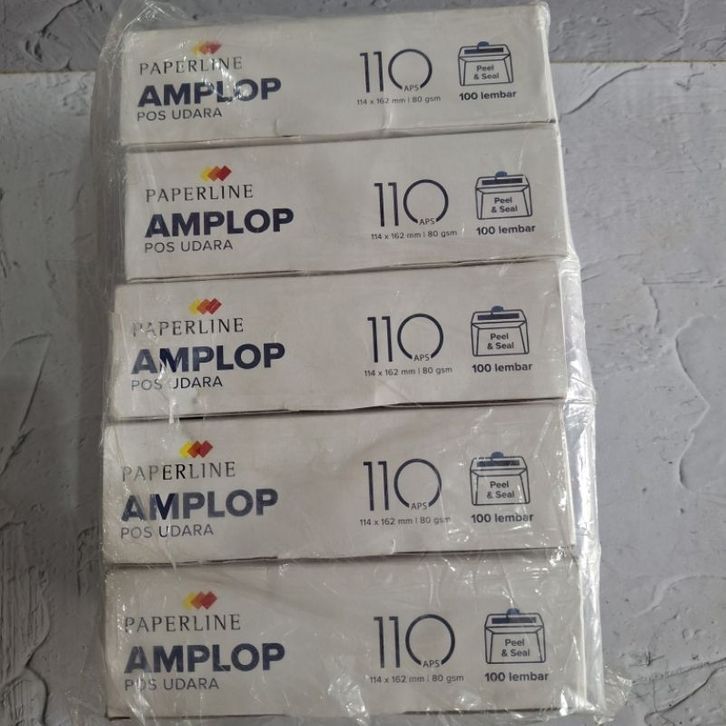 PAPERLINE
AMPLOP
POS UDARA
110 APS
114 x 162 mm | 80 gsm
Peel
& Seal
100 lembar
PAPERLINE
AMPLOP
POS UDARA
110 APS
114 x 162 mm | 80 gsm
Peel
& Seal
100 lembar
PAPERLINE
AMPLOP
POS UDARA
110
114 x 162 mm | 80 gsm
Peel
& Seal
100 lembar
PAPERLINE
AMPLOP
POS UDARA
110 APS
114 x 162 mm | 80 gsm
Peel
& Seal
100 lembar
PAPERLINE
AMPLOP
POS UDARA
110 APS
114 x 162 mm | 80 gsm
Peel
& Seal
100 lembar